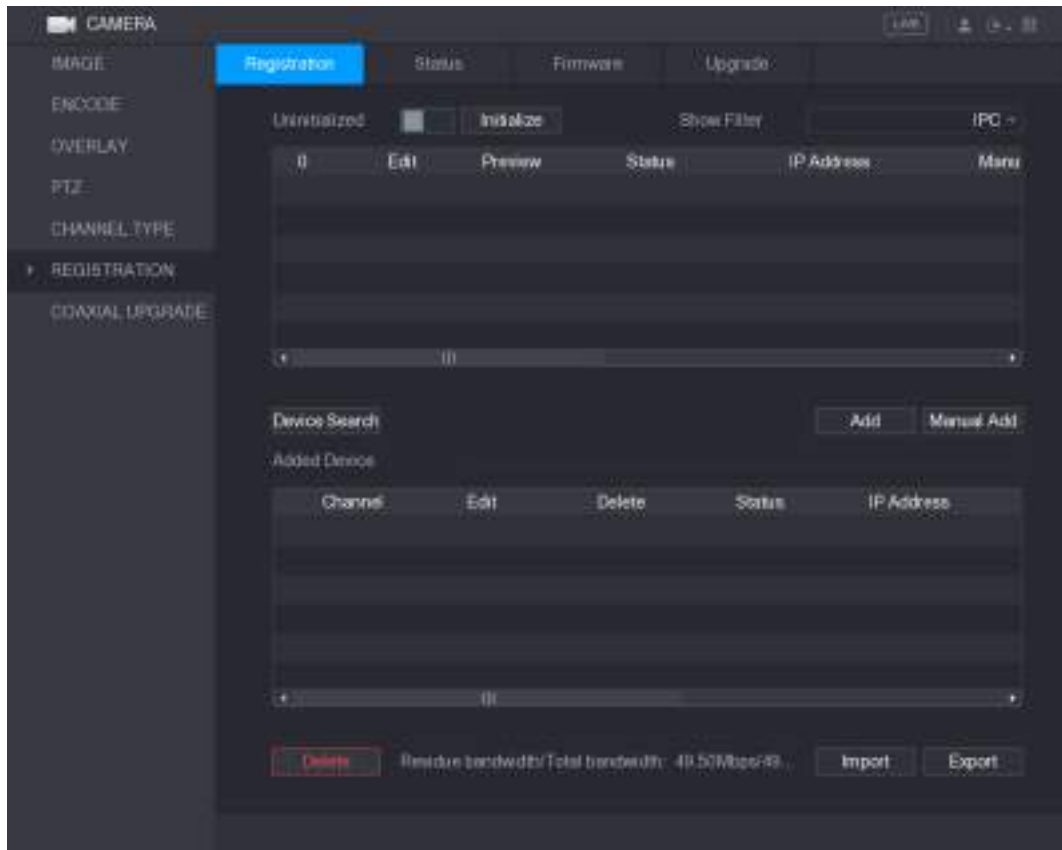 CAMERA LIVE
IMAGE Registration Status Firmware Upgrade
ENCODE
Uninitialized Initialize Show Filter IPC
OVERLAY
0 Edit Preview Status IP Address Manu
PTZ
CHANNEL TYPE
REGISTRATION
COAXIAL UPGRADE
Device Search Add Manual Add
Added Device
Channel Edit Delete Status IP Address
Delete Residue bandwidth/Total bandwidth: 49.50Mbps/49... Import Export